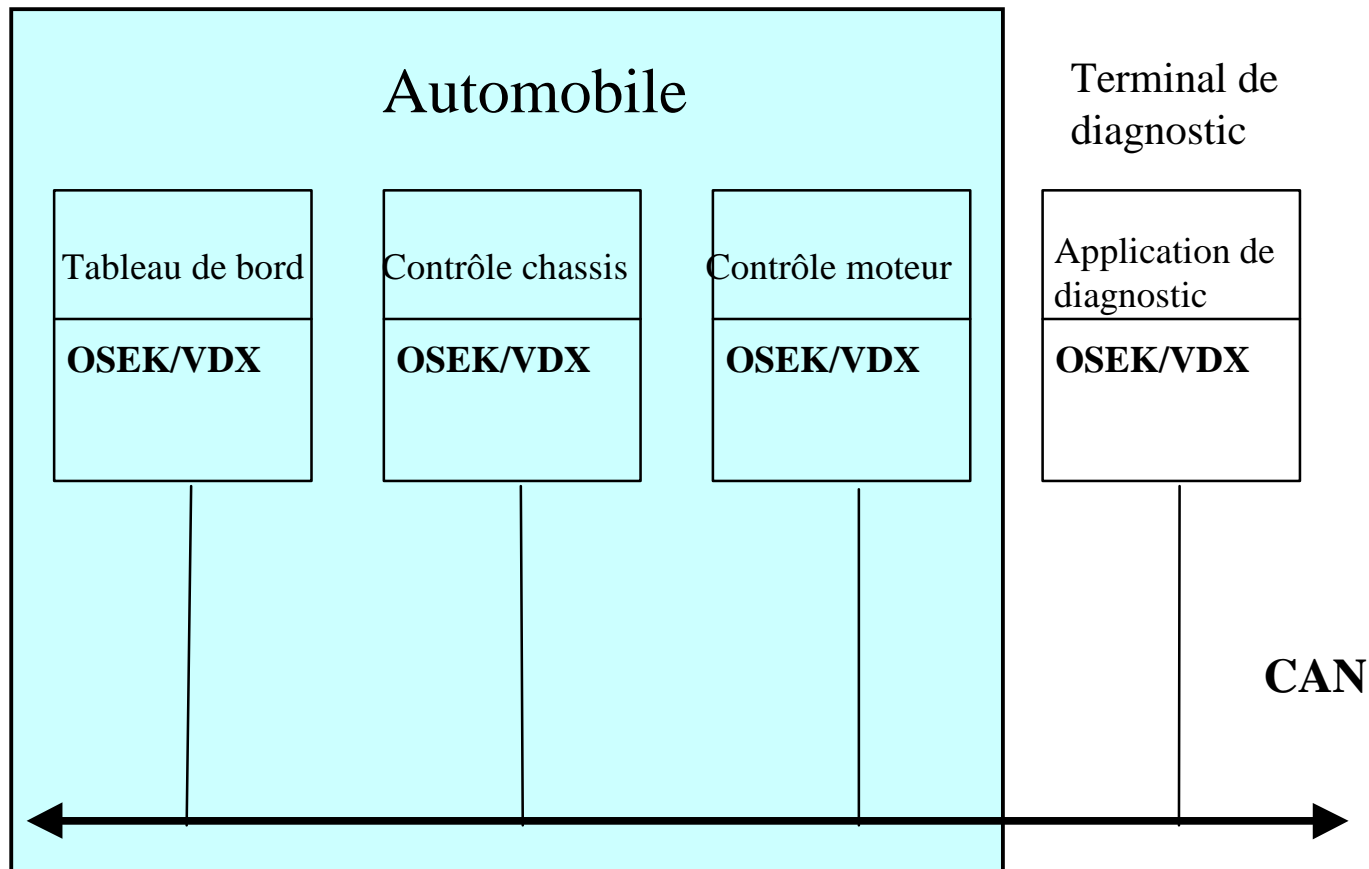 Automobile
Terminal de
diagnostic
Tableau de bord
Contrôle chassis
Contrôle moteur
Application de
diagnostic
OSEK/VDX
OSEK/VDX
OSEK/VDX
OSEK/VDX
CAN